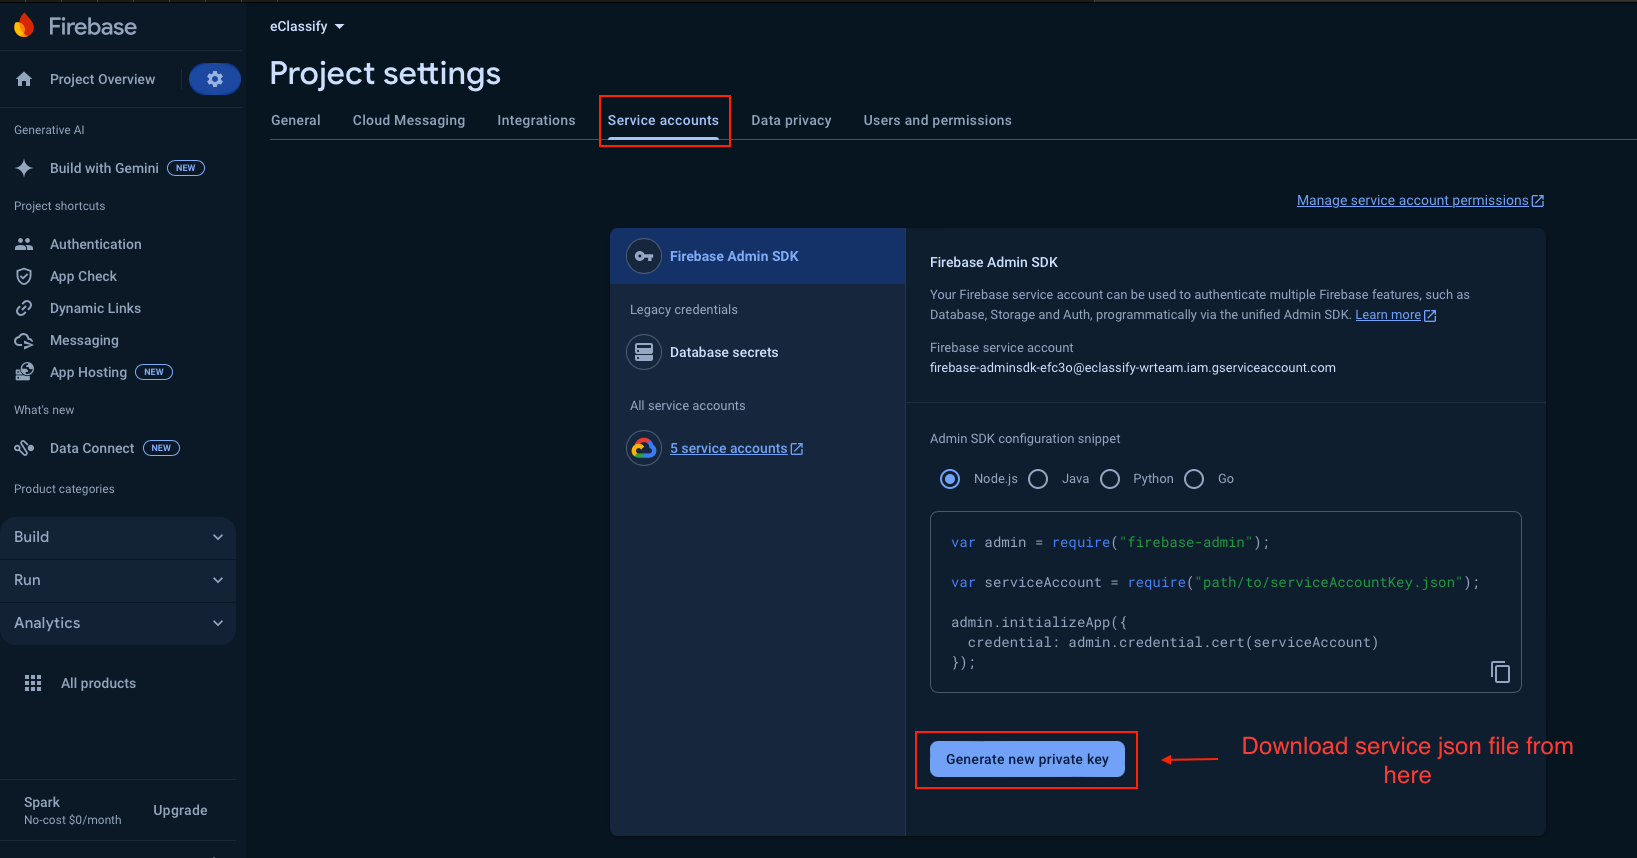 Firebase
eClassify
Project Overview
Project settings
General
Cloud Messaging
Integrations
Service accounts
Data privacy
Users and permissions
Generative AI
Build with Gemini NEW
Project shortcuts
Authentication
App Check
Dynamic Links
Messaging
App Hosting NEW
What's new
Data Connect NEW
Product categories
Build
Run
Analytics
All products
Spark
No-cost $0/month
Upgrade
Manage service account permissions
Firebase Admin SDK
Legacy credentials
Database secrets
All service accounts
5 service accounts
Firebase Admin SDK
Your Firebase service account can be used to authenticate multiple Firebase features, such as
Database, Storage and Auth, programmatically via the unified Admin SDK. Learn more
Firebase service account
firebase-adminsdk-efc3o@eclassify-wrteam.iam.gserviceaccount.com
Admin SDK configuration snippet
Node.js
Java
Python
Go
var admin = require("firebase-admin");
var serviceAccount = require("path/to/serviceAccountKey.json");
admin.initializeApp({
  credential: admin.credential.cert(serviceAccount)
});
Generate new private key
Download service json file from
here